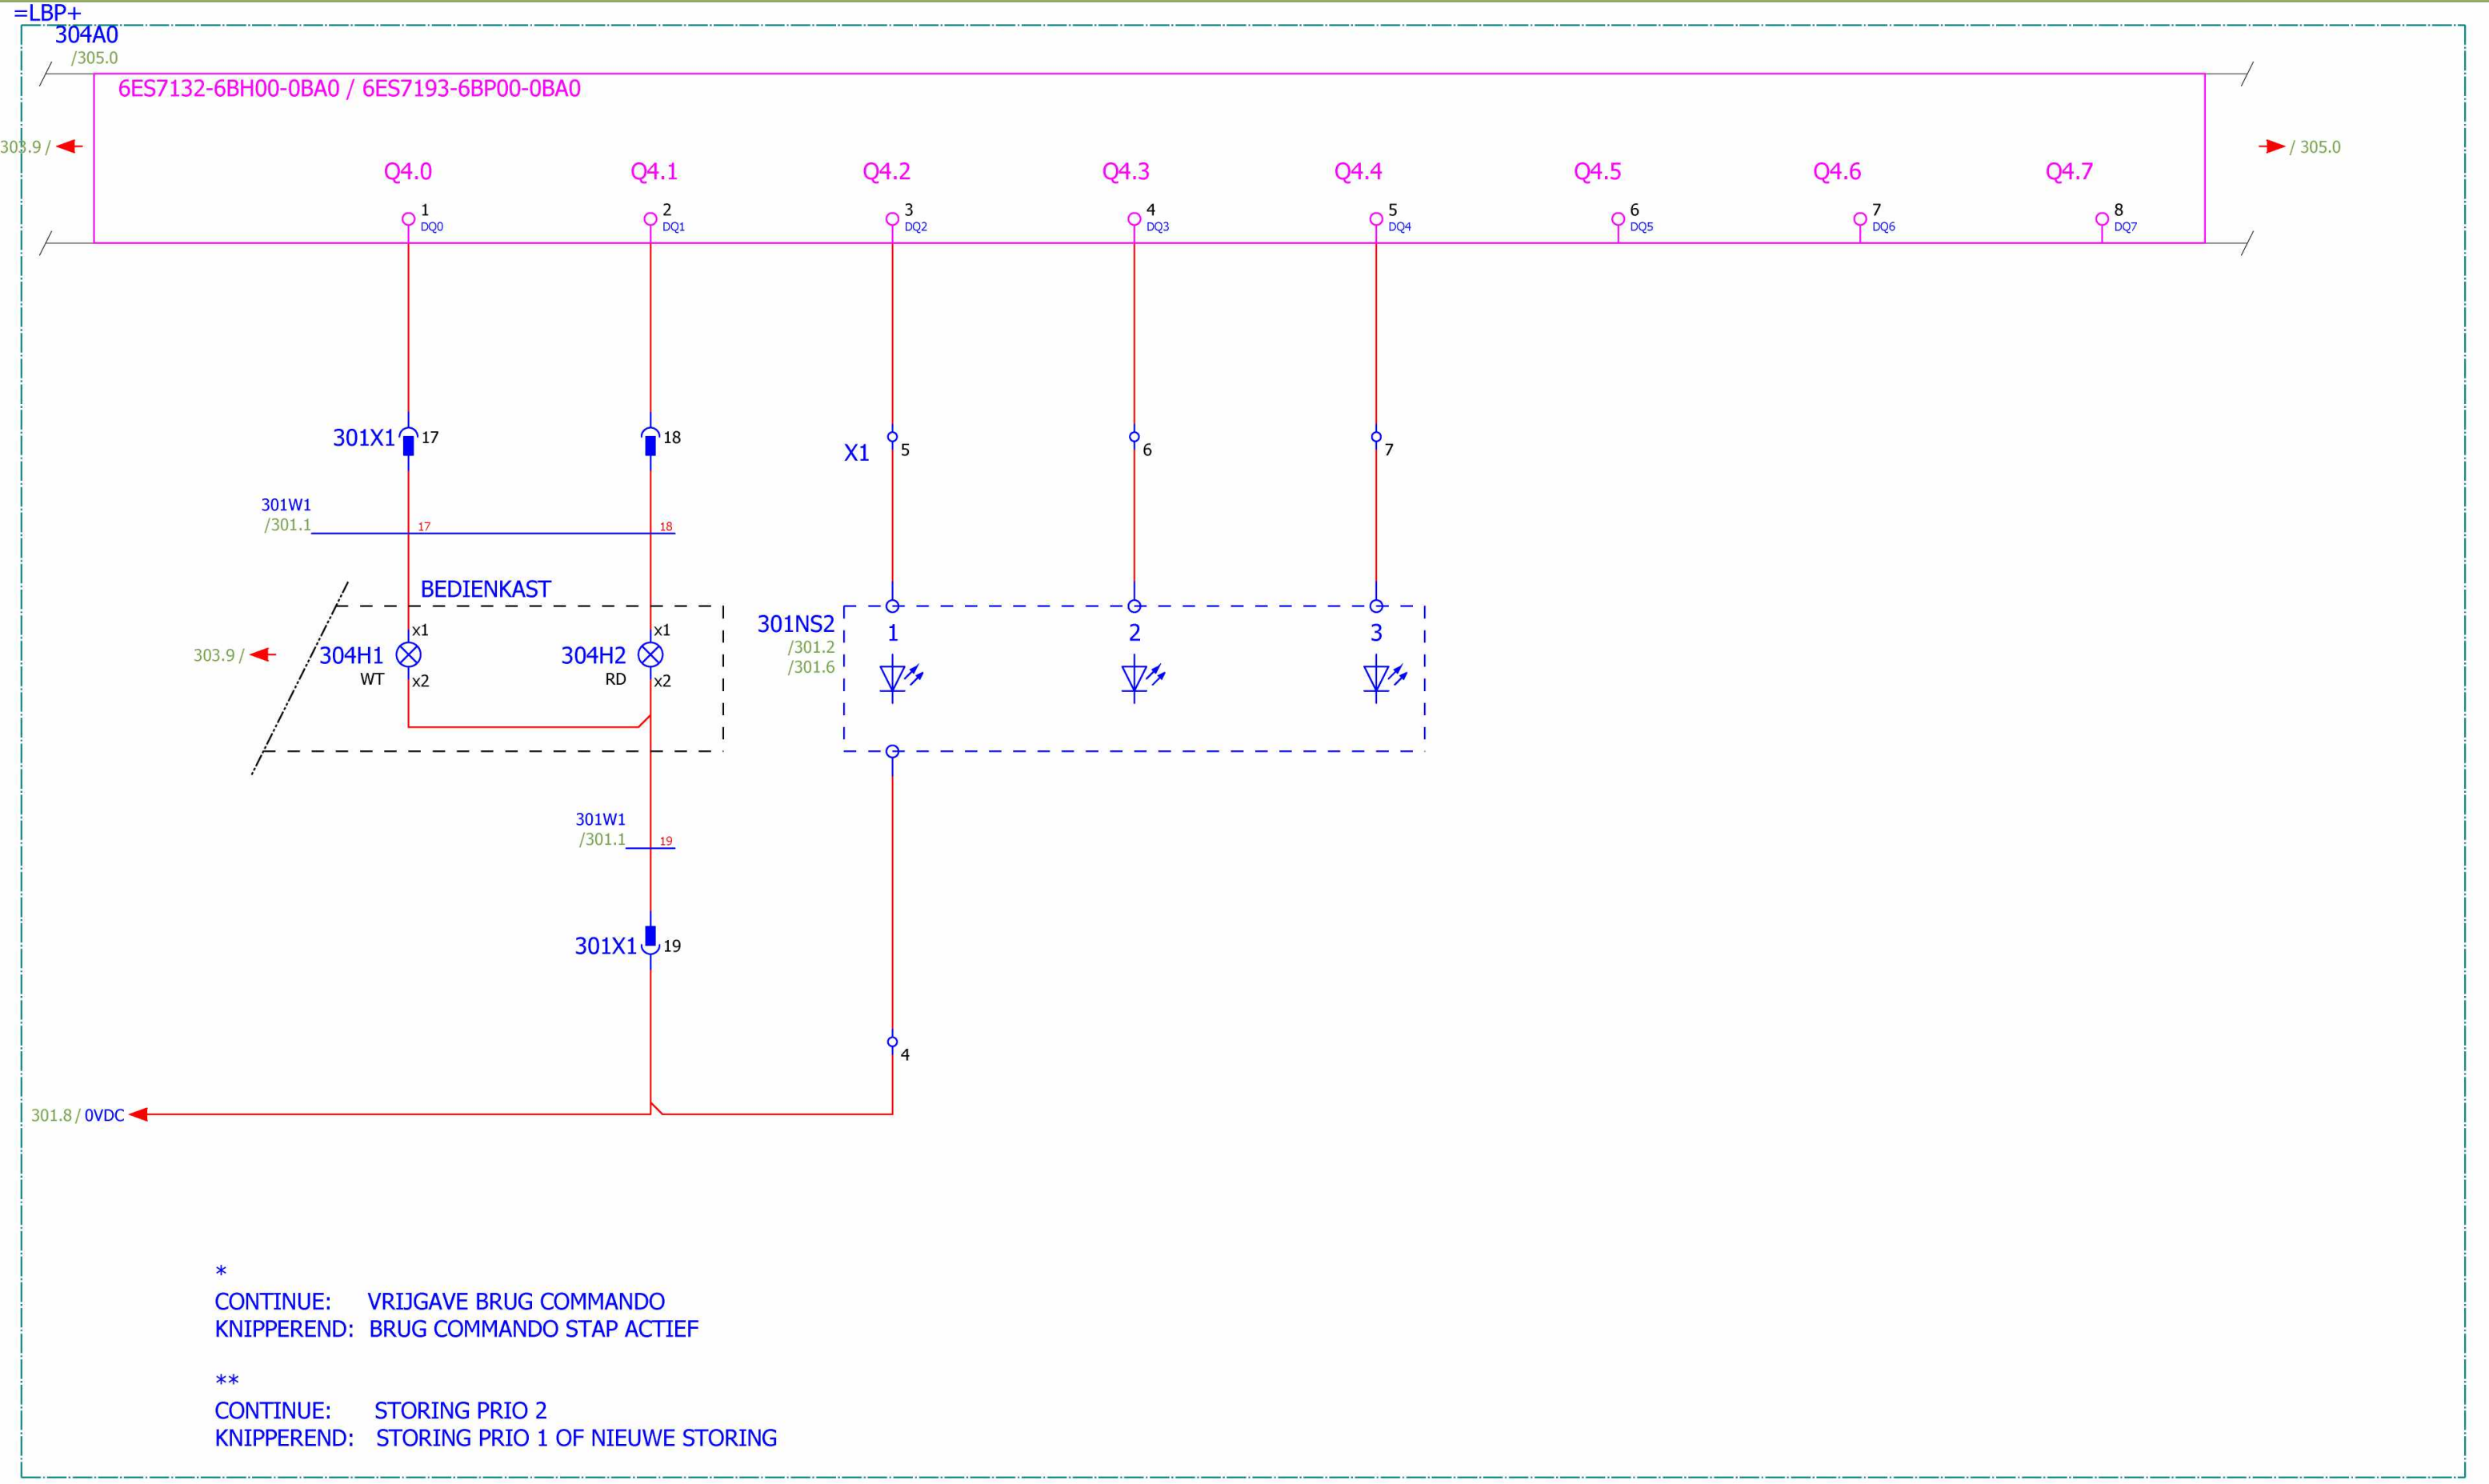 =LBP+
304A0
/305.0
6ES7132-6BH00-0BA0 / 6ES7193-6BP00-0BA0
303.9 /
/ 305.0
Q4.0 Q4.1 Q4.2 Q4.3 Q4.4 Q4.5 Q4.6 Q4.7
1 2 3 4 5 6 7 8
DQ0 DQ1 DQ2 DQ3 DQ4 DQ5 DQ6 DQ7
301X1 17 18
X1 5 6 7
301W1
/301.1 17 18
BEDIENKAST
303.9 /
304H1
WT
x1
x2
304H2
RD
x1
x2
301NS2
/301.2
/301.6
1 2 3
301W1
/301.1 19
301X1 19
4
301.8 / 0VDC
*
CONTINUE: VRIJGAVE BRUG COMMANDO
KNIPPEREND: BRUG COMMANDO STAP ACTIEF
**
CONTINUE: STORING PRIO 2
KNIPPEREND: STORING PRIO 1 OF NIEUWE STORING